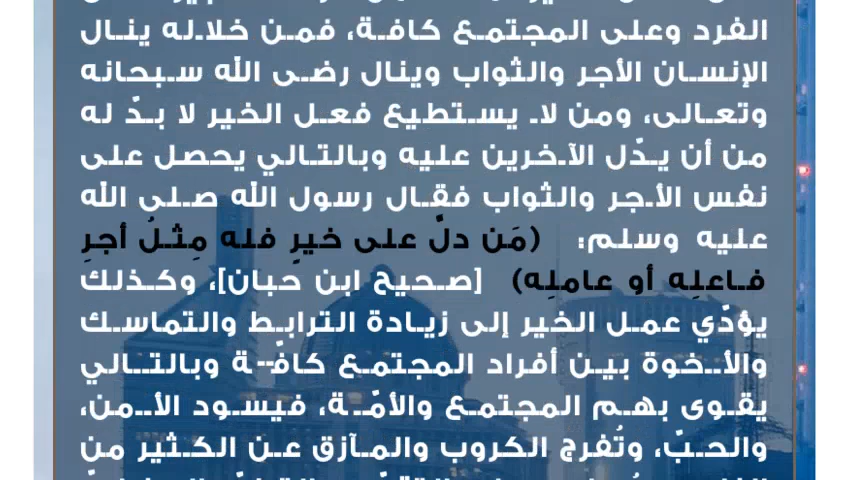 الفرد وعلى المجتمع كافة، فمن خلاله ينال
الإنسان الأجر والثواب وينال رضى الله سبحانه
وتعالى، ومن لا يستطيع فعل الخير لا بدّ له
من أن يدّل الآخرين عليه وبالتالي يحصل على
نفس الأجر والثواب فقال رسول الله صلى الله
عليه وسلم: (مَن دلَّ على خيرٍ فله مِثلُ أجرِ
فاعلِه أو عاملِه) [صحيح ابن حبان]، وكذلك
يؤدّي عمل الخير إلى زيادة الترابط والتماسك
والأخوة بين أفراد المجتمع كافّة وبالتالي
يقوى بهم المجتمع والأمّة، فيسود الأمن،
والحبّ، وتُفرج الكروب والمآزق عن الكثير من